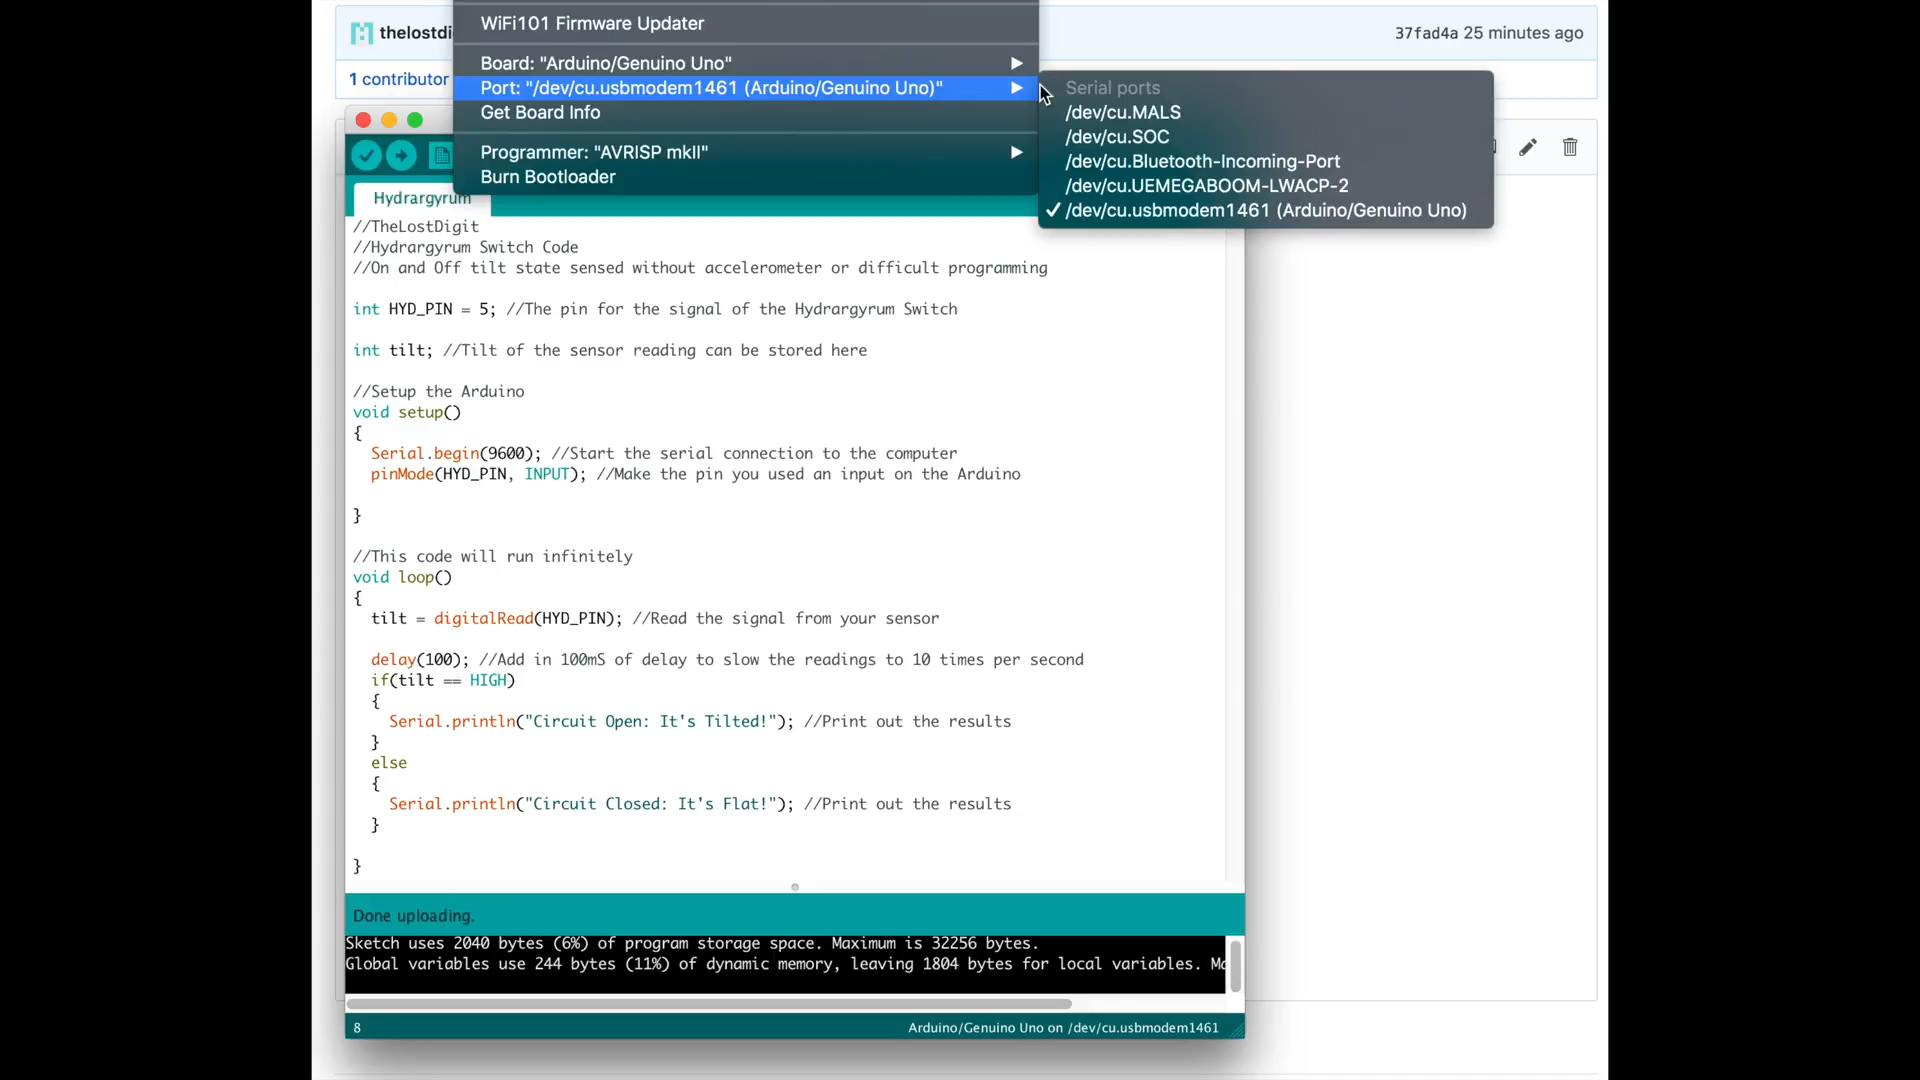 thelostdi
37fad4a 25 minutes ago
1 contributor
WiFi101 Firmware Updater
Board: "Arduino/Genuino Uno"
Port: "/dev/cu.usbmodem1461 (Arduino/Genuino Uno)"
Get Board Info
Programmer: "AVRISP mkII"
Burn Bootloader
Serial ports
/dev/cu.MALS
/dev/cu.SOC
/dev/cu.Bluetooth-Incoming-Port
/dev/cu.UEMEGABOOM-LWACP-2
/dev/cu.usbmodem1461 (Arduino/Genuino Uno)
Hydrargyrum
//TheLostDigit
//Hydrargyrum Switch Code
//On and Off tilt state sensed without accelerometer or difficult programming
int HYD_PIN = 5; //The pin for the signal of the Hydrargyrum Switch
int tilt; //Tilt of the sensor reading can be stored here
//Setup the Arduino
void setup()
{
Serial.begin(9600); //Start the serial connection to the computer
pinMode(HYD_PIN, INPUT); //Make the pin you used an input on the Arduino
}
//This code will run infinitely
void loop()
{
tilt = digitalRead(HYD_PIN); //Read the signal from your sensor
delay(100); //Add in 100mS of delay to slow the readings to 10 times per second
if(tilt == HIGH)
{
Serial.println("Circuit Open: It's Tilted!"); //Print out the results
}
else
{
Serial.println("Circuit Closed: It's Flat!"); //Print out the results
}
}
Done uploading.
Sketch uses 2040 bytes (6%) of program storage space. Maximum is 32256 bytes.
Global variables use 244 bytes (11%) of dynamic memory, leaving 1804 bytes for local variables. Ma
8
Arduino/Genuino Uno on /dev/cu.usbmodem1461